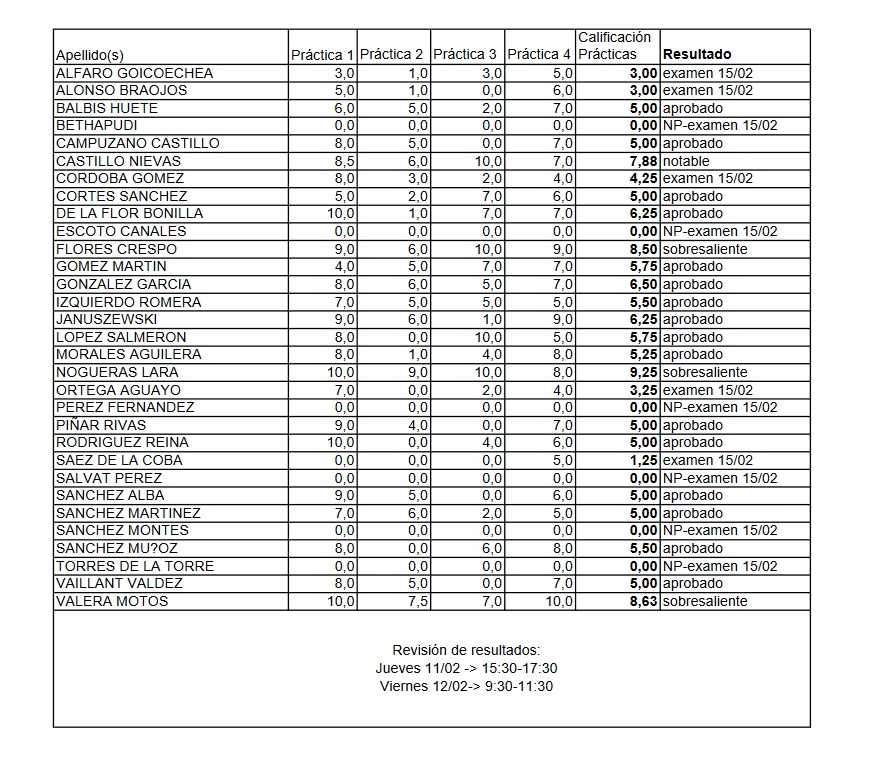 Calificación
Apellido(s) Práctica 1 Práctica 2 Práctica 3 Práctica 4 Prácticas Resultado
ALFARO GOICOECHEA 3,0 1,0 3,0 5,0 3,00 examen 15/02
ALONSO BRAOJOS 5,0 1,0 0,0 6,0 3,00 examen 15/02
BALBIS HUETE 6,0 5,0 2,0 7,0 5,00 aprobado
BETHAPUDI 0,0 0,0 0,0 0,0 0,00 NP-examen 15/02
CAMPUZANO CASTILLO 8,0 5,0 0,0 7,0 5,00 aprobado
CASTILLO NIEVAS 8,5 6,0 10,0 7,0 7,88 notable
CORDOBA GOMEZ 8,0 3,0 2,0 4,0 4,25 examen 15/02
CORTES SANCHEZ 5,0 2,0 7,0 6,0 5,00 aprobado
DE LA FLOR BONILLA 10,0 1,0 7,0 7,0 6,25 aprobado
ESCOTO CANALES 0,0 0,0 0,0 0,0 0,00 NP-examen 15/02
FLORES CRESPO 9,0 6,0 10,0 9,0 8,50 sobresaliente
GOMEZ MARTIN 4,0 5,0 7,0 7,0 5,75 aprobado
GONZALEZ GARCIA 8,0 6,0 5,0 7,0 6,50 aprobado
IZQUIERDO ROMERA 7,0 5,0 5,0 5,0 5,50 aprobado
JANUSZEWSKI 9,0 6,0 1,0 9,0 6,25 aprobado
LOPEZ SALMERON 8,0 0,0 10,0 5,0 5,75 aprobado
MORALES AGUILERA 8,0 1,0 4,0 8,0 5,25 aprobado
NOGUERAS LARA 10,0 9,0 10,0 8,0 9,25 sobresaliente
ORTEGA AGUAYO 7,0 0,0 2,0 4,0 3,25 examen 15/02
PEREZ FERNANDEZ 0,0 0,0 0,0 0,0 0,00 NP-examen 15/02
PIÑAR RIVAS 9,0 4,0 0,0 7,0 5,00 aprobado
RODRIGUEZ REINA 10,0 0,0 4,0 6,0 5,00 aprobado
SAEZ DE LA COBA 0,0 0,0 0,0 5,0 1,25 examen 15/02
SALVAT PEREZ 0,0 0,0 0,0 0,0 0,00 NP-examen 15/02
SANCHEZ ALBA 9,0 5,0 0,0 6,0 5,00 aprobado
SANCHEZ MARTINEZ 7,0 6,0 2,0 5,0 5,00 aprobado
SANCHEZ MONTES 0,0 0,0 0,0 0,0 0,00 NP-examen 15/02
SANCHEZ MU?OZ 8,0 0,0 6,0 8,0 5,50 aprobado
TORRES DE LA TORRE 0,0 0,0 0,0 0,0 0,00 NP-examen 15/02
VAILLANT VALDEZ 8,0 5,0 0,0 7,0 5,00 aprobado
VALERA MOTOS 10,0 7,5 7,0 10,0 8,63 sobresaliente
Revisión de resultados:
Jueves 11/02 -> 15:30-17:30
Viernes 12/02-> 9:30-11:30